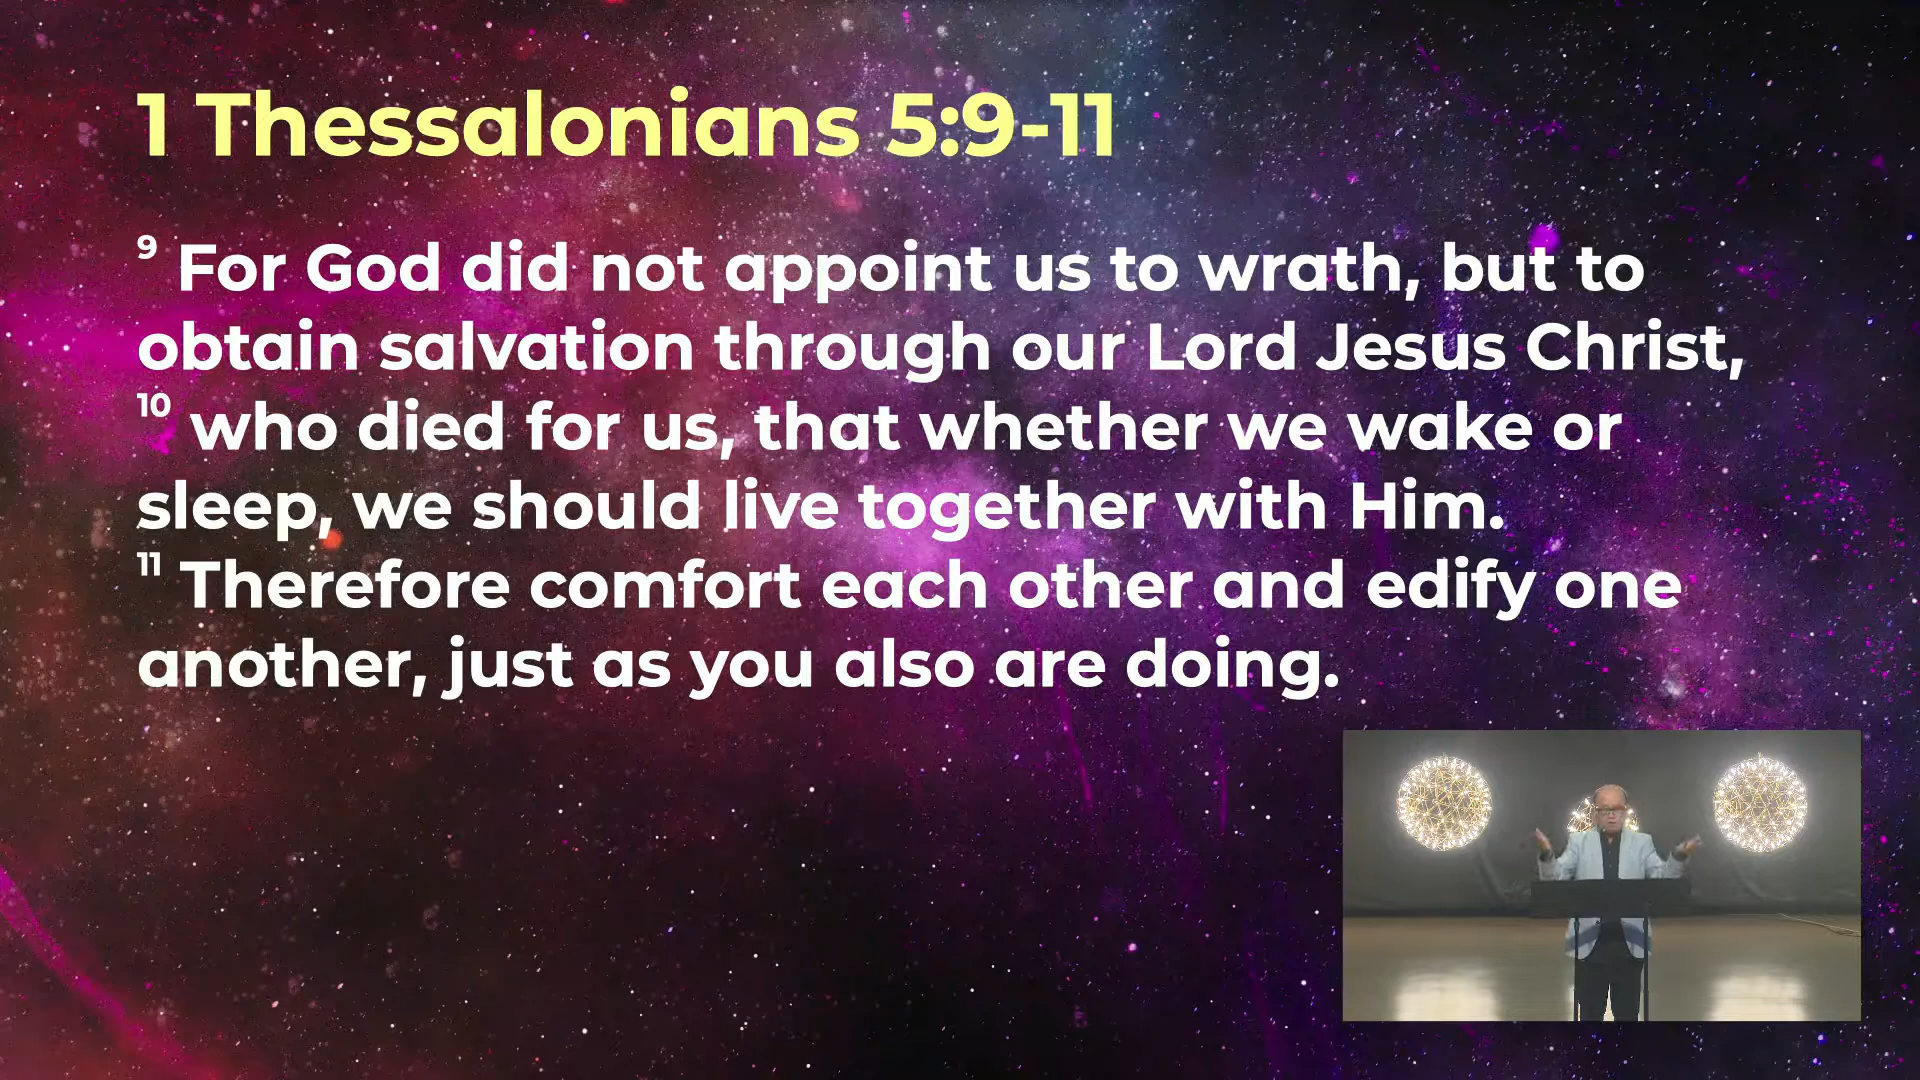 1 Thessalonians 5:9-11
9 For God did not appoint us to wrath, but to
obtain salvation through our Lord Jesus Christ,
10 who died for us, that whether we wake or
sleep, we should live together with Him.
11 Therefore comfort each other and edify one
another, just as you also are doing.